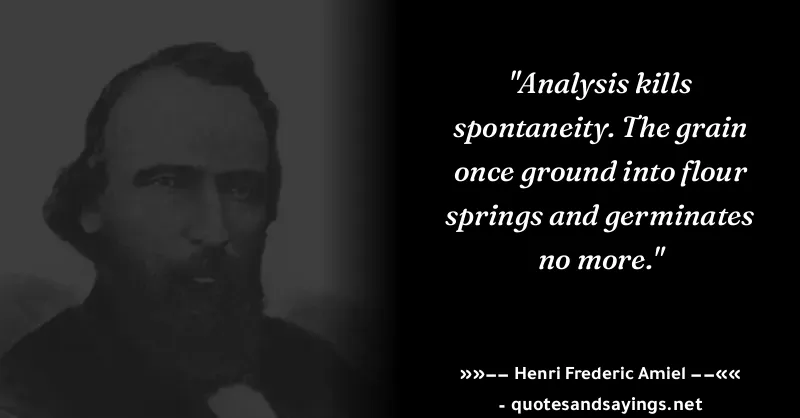 "Analysis kills
spontaneity. The grain
once ground into flour
springs and germinates
no more."
»»–– Henri Frederic Amiel ––««
- quotesandsayings.net